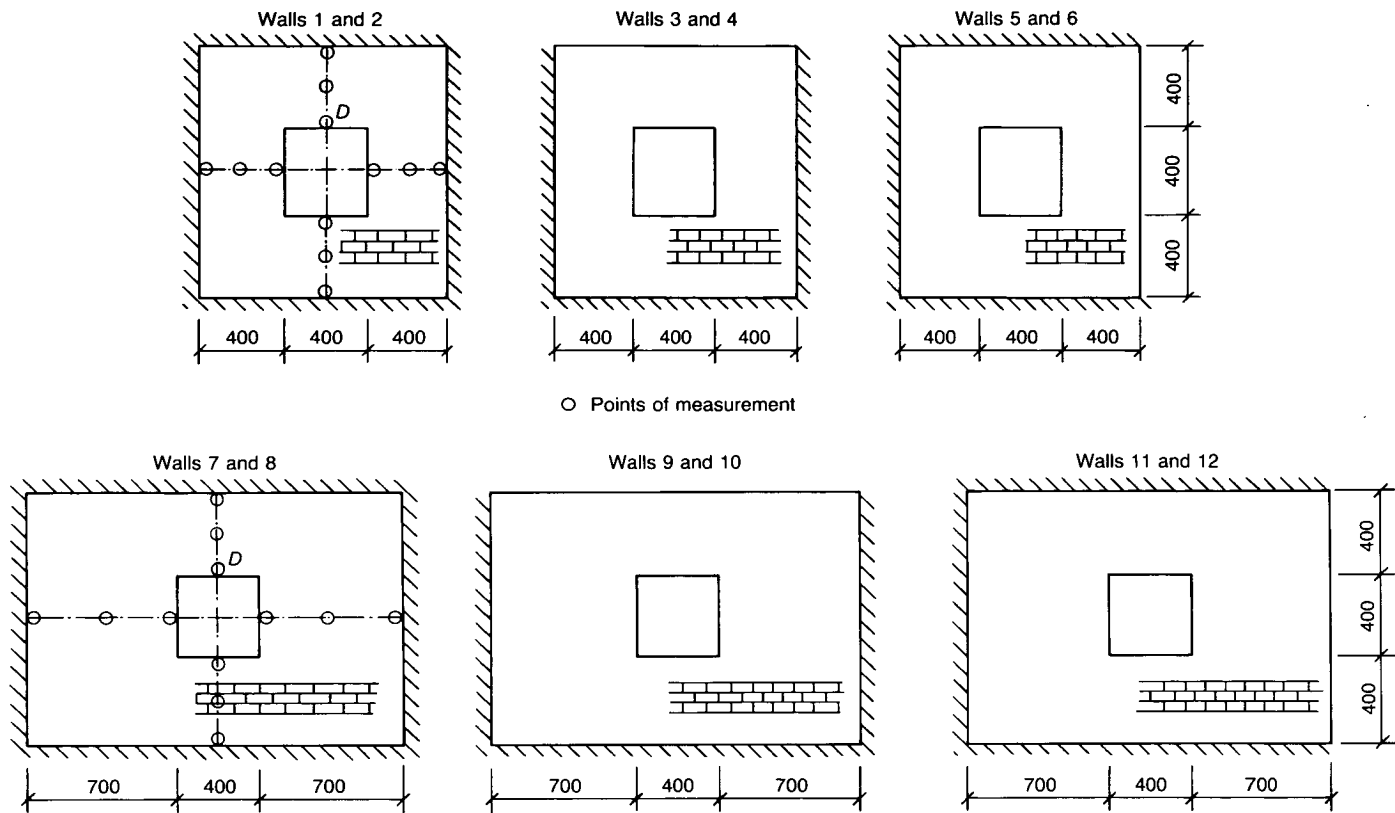 Walls 1 and 2
Walls 3 and 4
Walls 5 and 6
D
400
400
400
400 400 400
400 400 400
400 400 400
Points of measurement
Walls 7 and 8
Walls 9 and 10
Walls 11 and 12
D
400
400
400
700 400 700
700 400 700
700 400 700